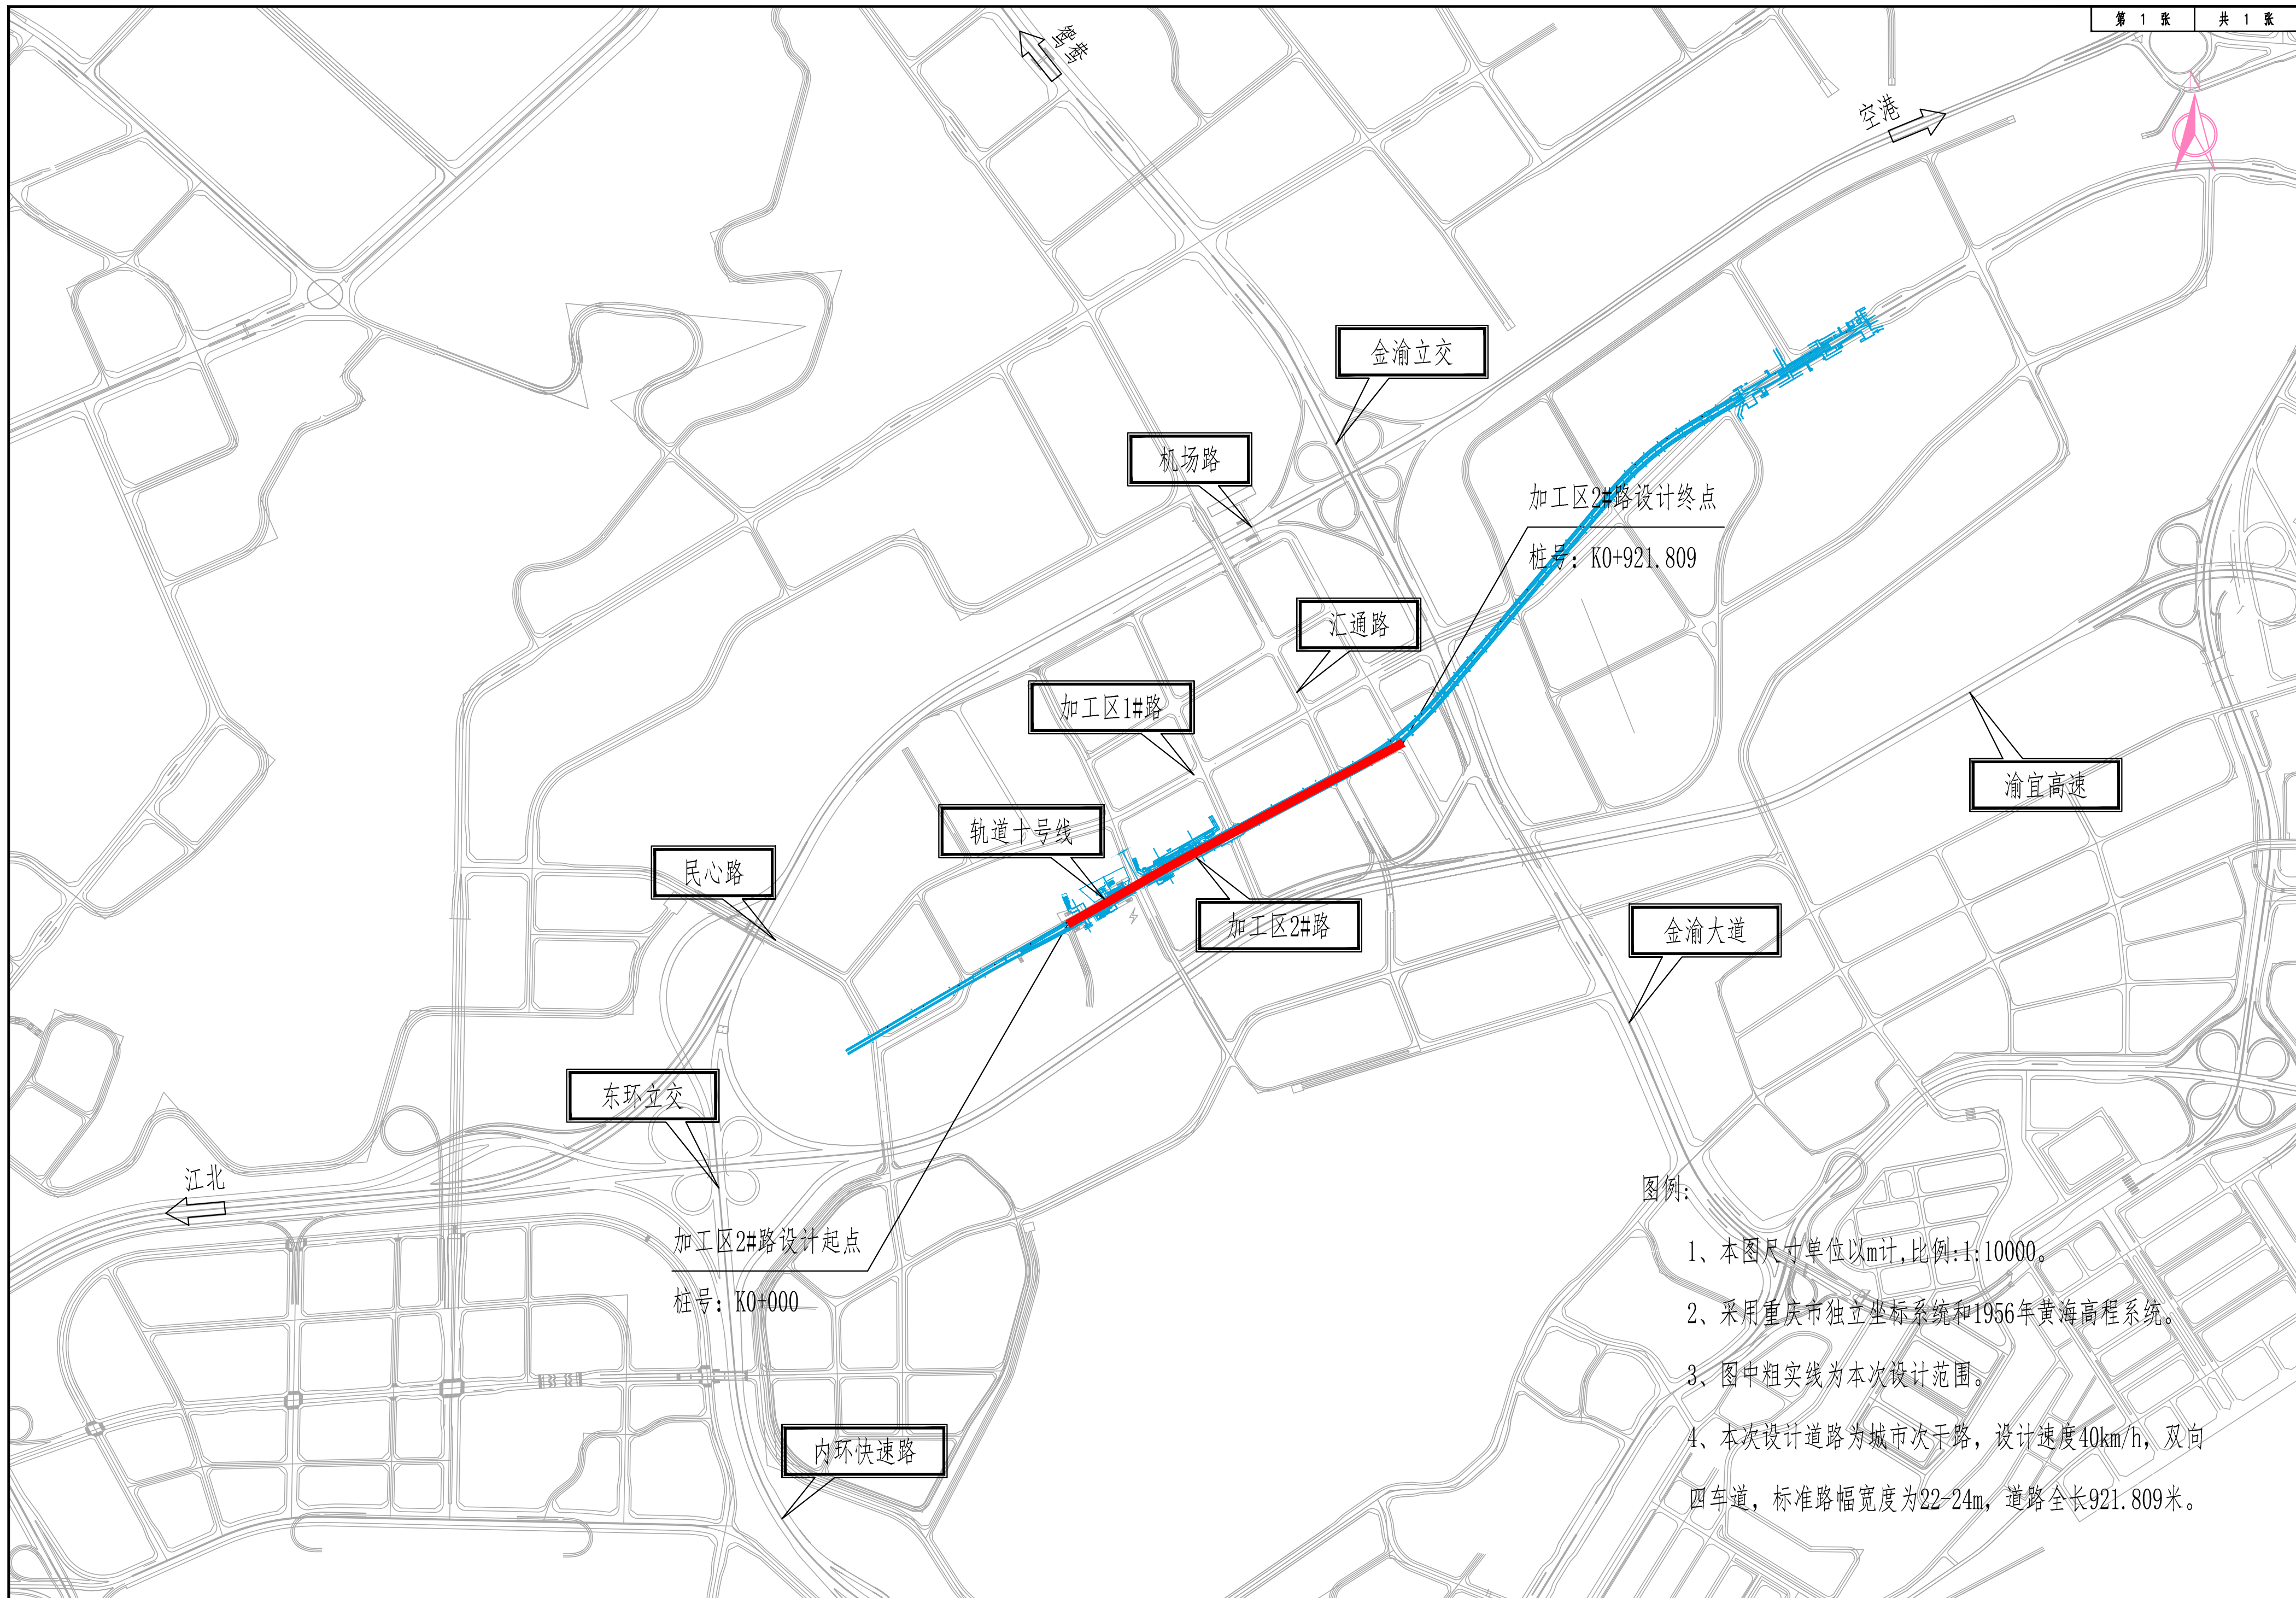 第 1 张 共 1 张
鸳鸯
空港
金渝立交
机场路
加工区2#路设计终点
桩号：K0+921.809
汇通路
加工区1#路
渝宜高速
轨道十号线
民心路
加工区2#路
金渝大道
东环立交
江北
加工区2#路设计起点
桩号：K0+000
内环快速路
图例：
1、本图尺寸单位以m计,比例:1:10000。
2、采用重庆市独立坐标系统和1956年黄海高程系统。
3、图中粗实线为本次设计范围。
4、本次设计道路为城市次干路，设计速度40km/h，双向
四车道，标准路幅宽度为22-24m，道路全长921.809米。